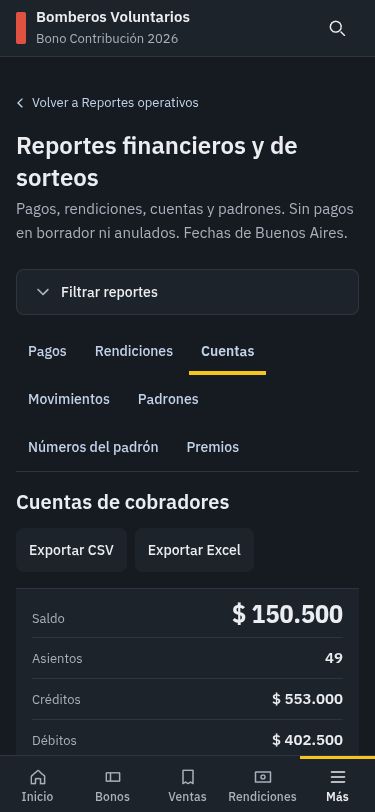 Bomberos Voluntarios
Bono Contribución 2026
Volver a Reportes operativos
Reportes financieros y de
sorteos
Pagos, rendiciones, cuentas y padrones. Sin pagos
en borrador ni anulados. Fechas de Buenos Aires.
Filtrar reportes
Pagos Rendiciones Cuentas
Movimientos Padrones
Números del padrón Premios
Cuentas de cobradores
Exportar CSV Exportar Excel
Saldo $ 150.500
Asientos 49
Créditos $ 553.000
Débitos $ 402.500
Inicio Bonos Ventas Rendiciones Más